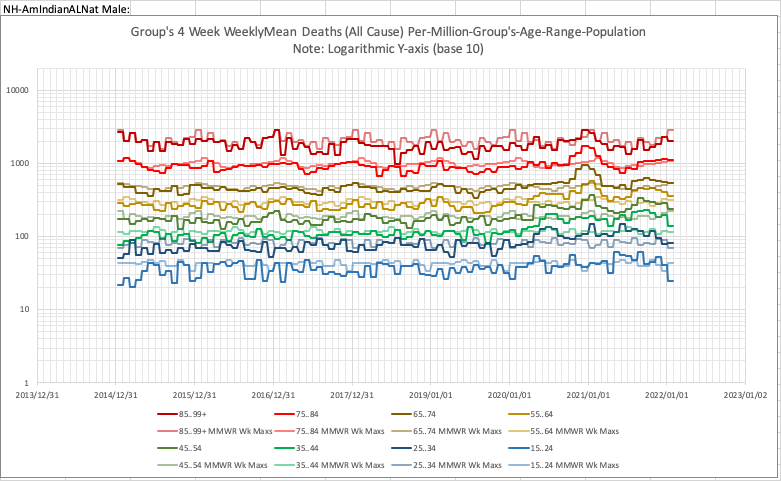 NH-AmIndianALNat Male:
Group's 4 Week WeeklyMean Deaths (All Cause) Per-Million-Group's-Age-Range-Population
Note: Logarithmic Y-axis (base 10)
10000
1000
100
10
1
2013/12/31 2014/12/31 2015/12/31 2016/12/31 2017/12/31 2019/01/01 2020/01/01 2021/01/01 2022/01/01 2023/01/02
85..99+ 75..84 65..74 55..64
85..99+ MMWR Wk Maxs 75..84 MMWR Wk Maxs 65..74 MMWR Wk Maxs 55..64 MMWR Wk Maxs
45..54 35..44 25..34 15..24
45..54 MMWR Wk Maxs 35..44 MMWR Wk Maxs 25..34 MMWR Wk Maxs 15..24 MMWR Wk Maxs